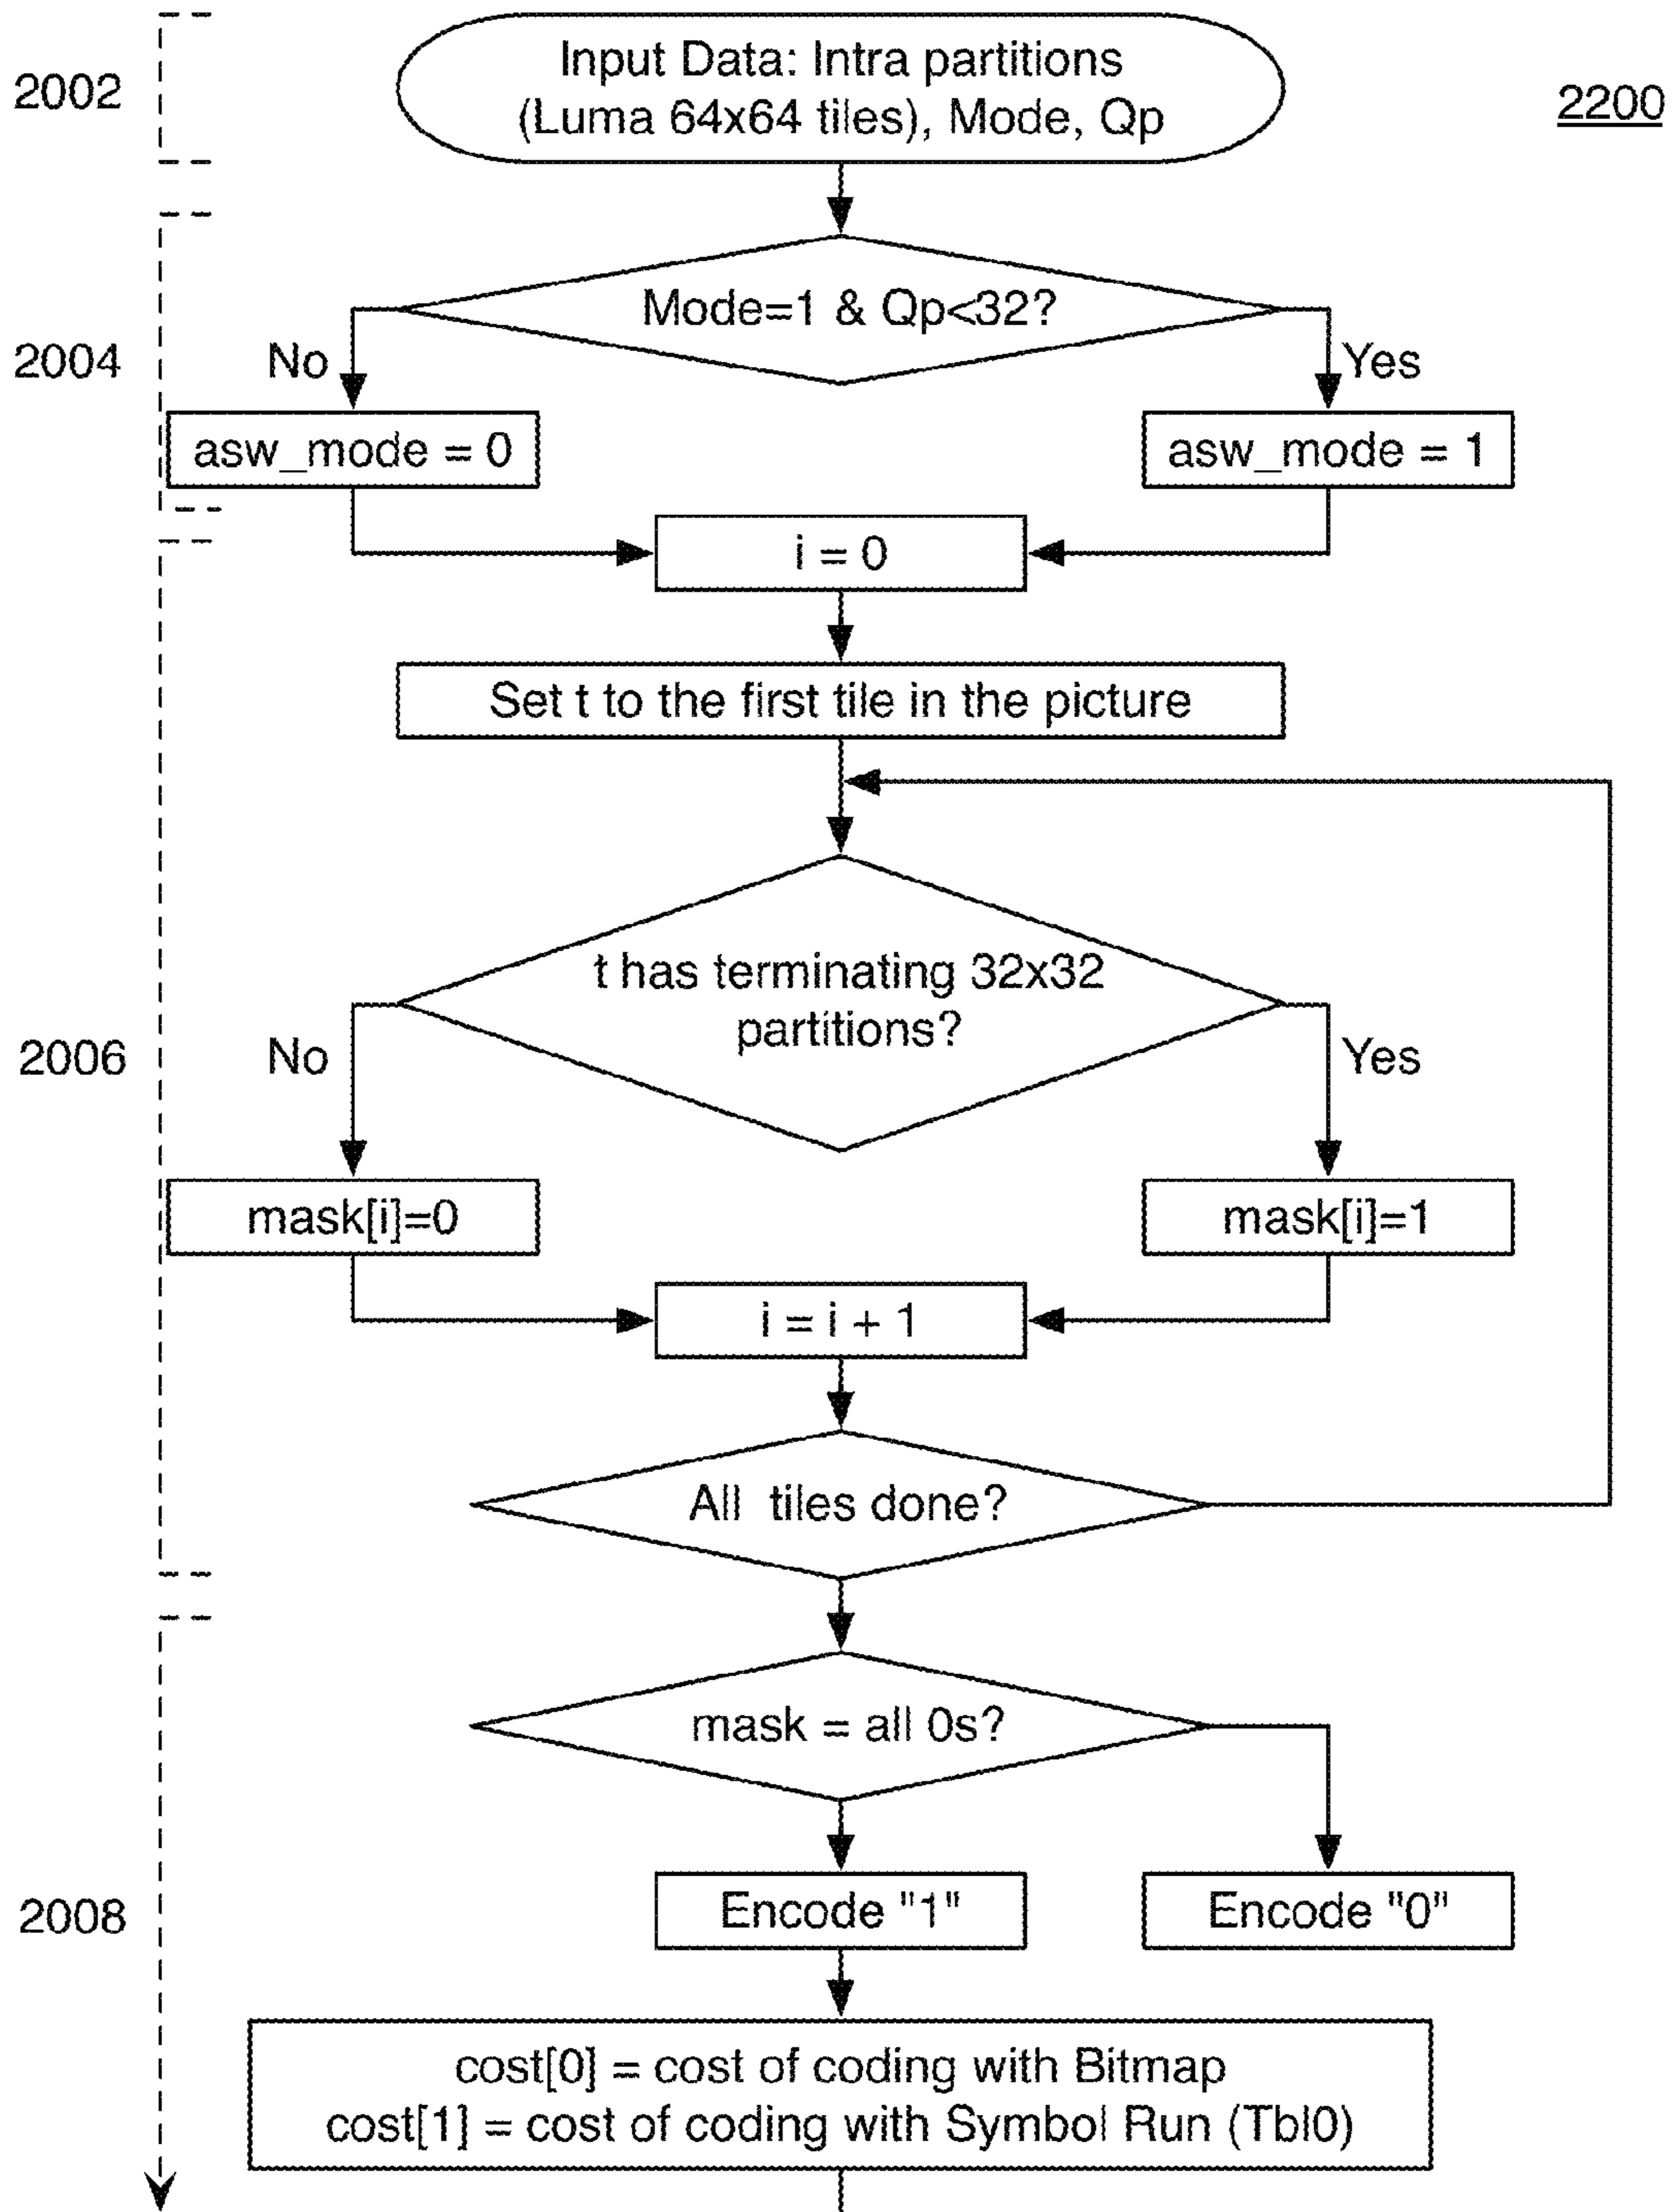 2002
Input Data: Intra partitions
(Luma 64x64 tiles), Mode, Qp
2200
Mode=1 & Qp<32?
2004
No
Yes
asw_mode = 0
asw_mode = 1
i = 0
Set t to the first tile in the picture
t has terminating 32x32
partitions?
2006
No
Yes
mask[i]=0
mask[i]=1
i = i + 1
All tiles done?
mask = all 0s?
2008
Encode "1"
Encode "0"
cost[0] = cost of coding with Bitmap
cost[1] = cost of coding with Symbol Run (Tbl0)